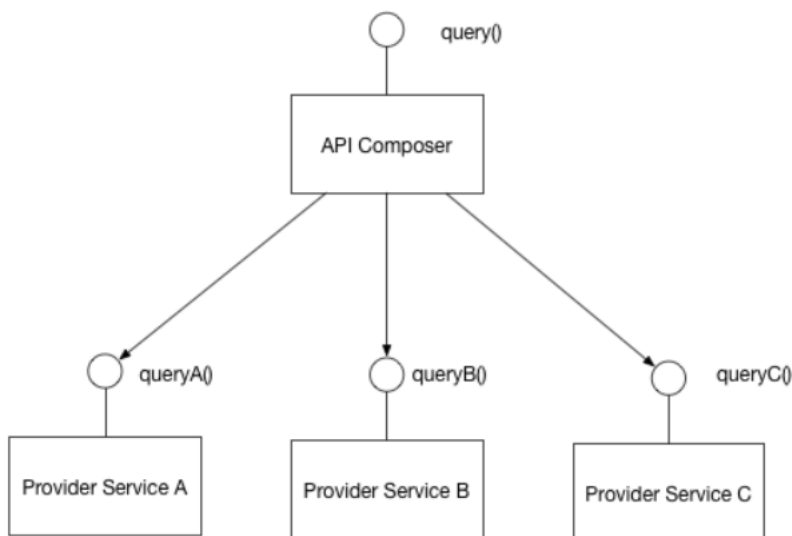 query()
API Composer
queryA()
queryB()
queryC()
Provider Service A
Provider Service B
Provider Service C